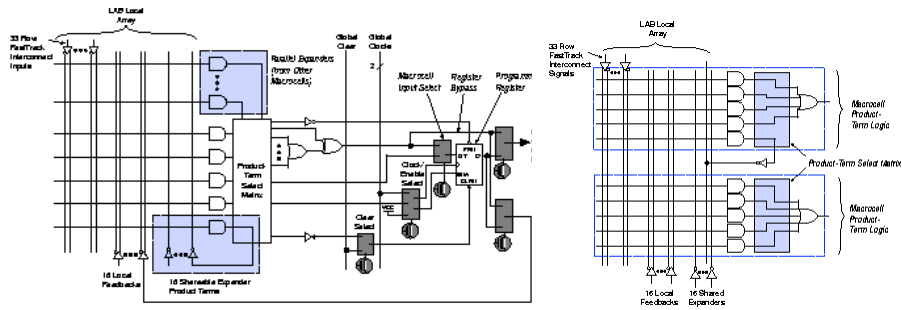 LAB Local
Array
33 Row
FastTrack
Interconnect
Inputs
Global
Clear
Global
Clocks
2
Parallel Expanders
(from Other
Macrocells)
Macrocell
Input Select
Register
Bypass
Register
Product-
Term
Select
Matrix
Clock/
Enable
Select
VCC
Clear
Select
16 Local
Feedbacks
16 Shareable Expander
Product Terms
LAB Local
Array
33 Row
FastTrack
Interconnect
Signals
Macrocell
Product-
Term Logic
Product-Term Select Matrix
Macrocell
Product-
Term Logic
16 Local
Feedbacks
16 Shared
Expanders